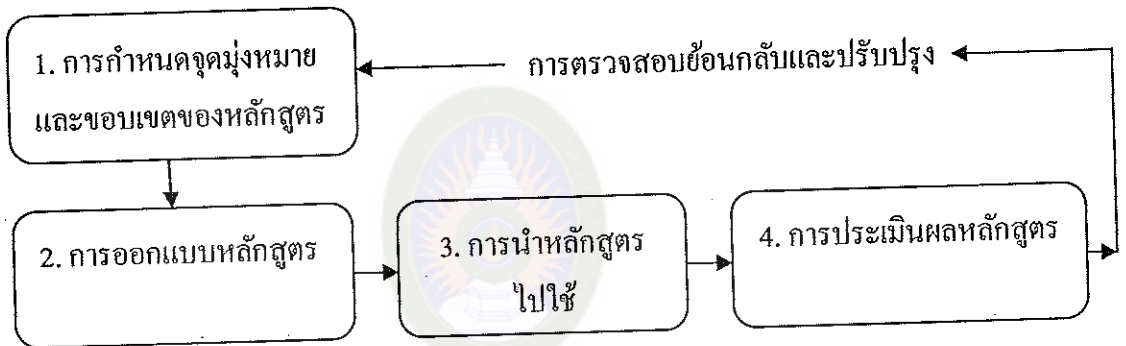 1. การกำหนดจุดมุ่งหมาย
และขอบเขตของหลักสูตร
การตรวจสอบย้อนกลับและปรับปรุง
2. การออกแบบหลักสูตร
3. การนำหลักสูตร
ไปใช้
4. การประเมินผลหลักสูตร